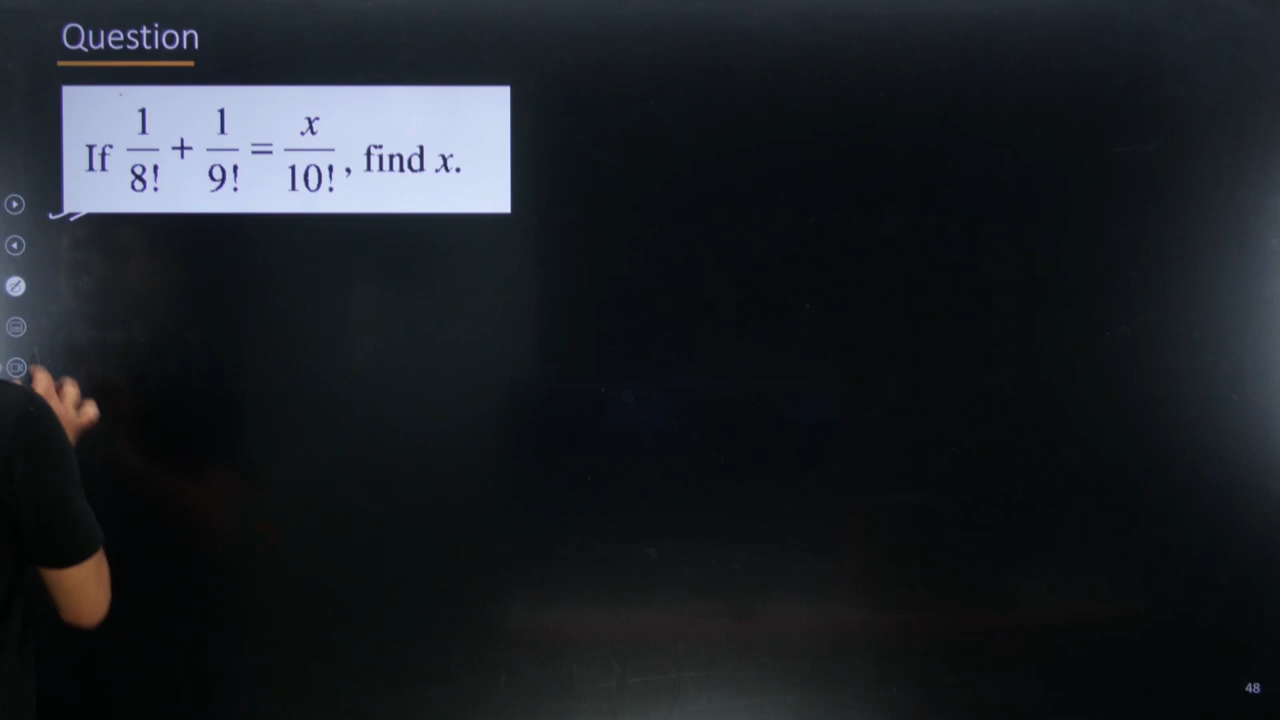 Question
If 1/8! + 1/9! = x/10!, find x.
48